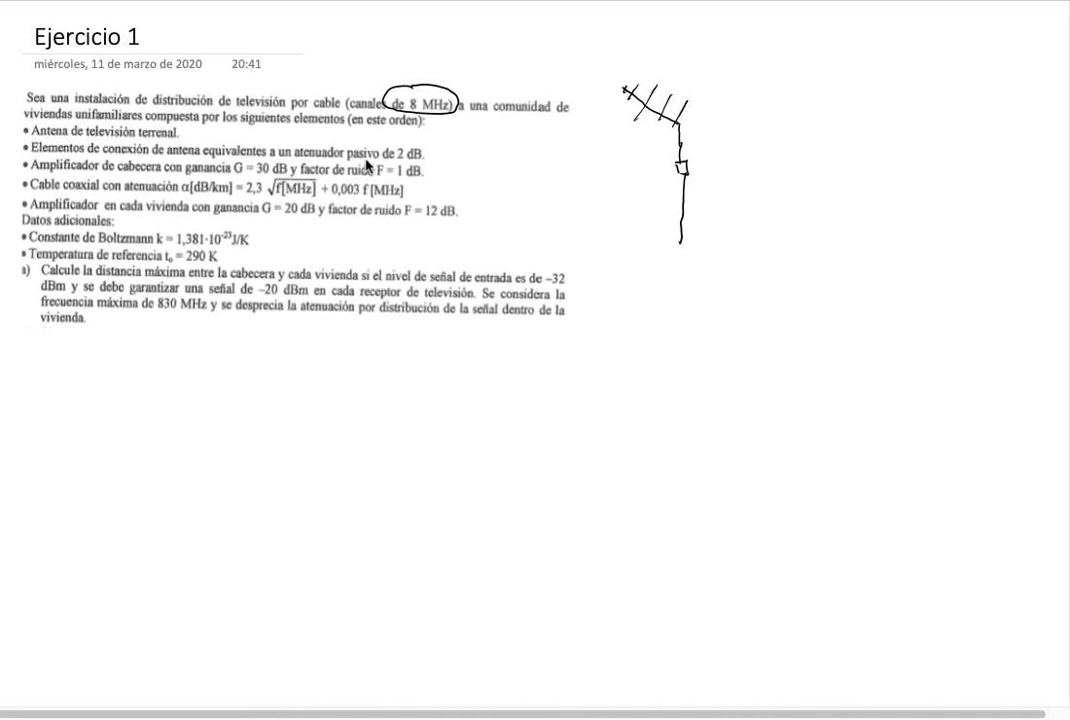 Ejercicio 1
miércoles, 11 de marzo de 2020 20:41
Sea una instalación de distribución de televisión por cable (canales de 8 MHz) a una comunidad de
viviendas unifamiliares compuesta por los siguientes elementos (en este orden):
• Antena de televisión terrenal.
• Elementos de conexión de antena equivalentes a un atenuador pasivo de 2 dB.
• Amplificador de cabecera con ganancia G = 30 dB y factor de ruido F = 1 dB.
• Cable coaxial con atenuación α[dB/km] = 2,3 √f[MHz] + 0,003 f [MHz]
• Amplificador en cada vivienda con ganancia G = 20 dB y factor de ruido F = 12 dB.
Datos adicionales:
• Constante de Boltzmann k = 1,381·10⁻²³J/K
• Temperatura de referencia tₒ = 290 K
a) Calcule la distancia máxima entre la cabecera y cada vivienda si el nivel de señal de entrada es de –32
dBm y se debe garantizar una señal de –20 dBm en cada receptor de televisión. Se considera la
frecuencia máxima de 830 MHz y se desprecia la atenuación por distribución de la señal dentro de la
vivienda.